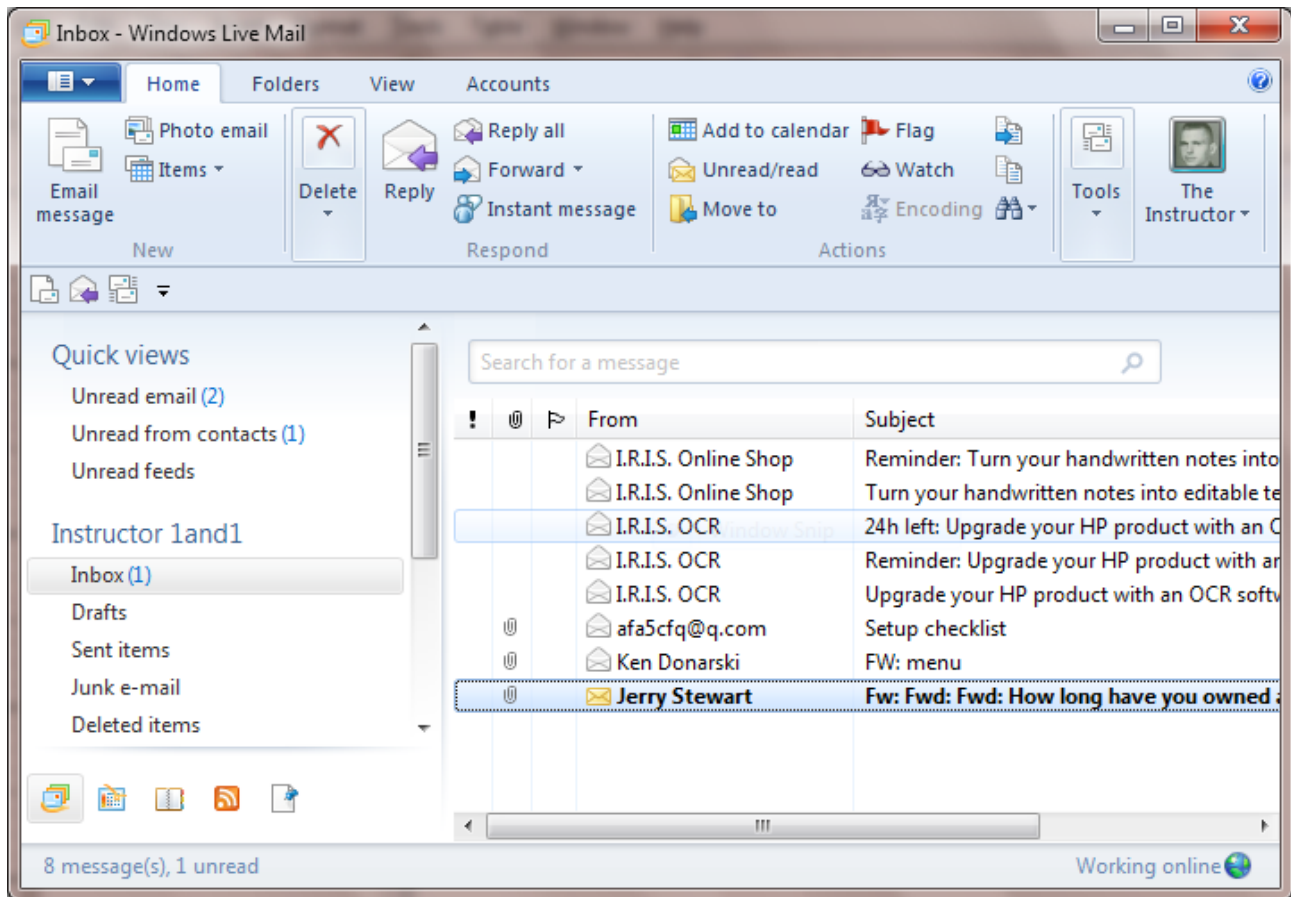 Inbox - Windows Live Mail
Home Folders View Accounts
Photo email
Items
Email message
New
Delete
Reply
Reply all
Forward
Instant message
Respond
Add to calendar
Unread/read
Move to
Flag
Watch
Encoding
Actions
Tools
The Instructor
Quick views
Unread email (2)
Unread from contacts (1)
Unread feeds
Instructor 1and1
Inbox (1)
Drafts
Sent items
Junk e-mail
Deleted items
Search for a message
! From Subject
I.R.I.S. Online Shop Reminder: Turn your handwritten notes into
I.R.I.S. Online Shop Turn your handwritten notes into editable te
I.R.I.S. OCR Window Snip 24h left: Upgrade your HP product with an O
I.R.I.S. OCR Reminder: Upgrade your HP product with an
I.R.I.S. OCR Upgrade your HP product with an OCR softw
afa5cfq@q.com Setup checklist
Ken Donarski FW: menu
Jerry Stewart Fw: Fwd: Fwd: How long have you owned a
8 message(s), 1 unread
Working online